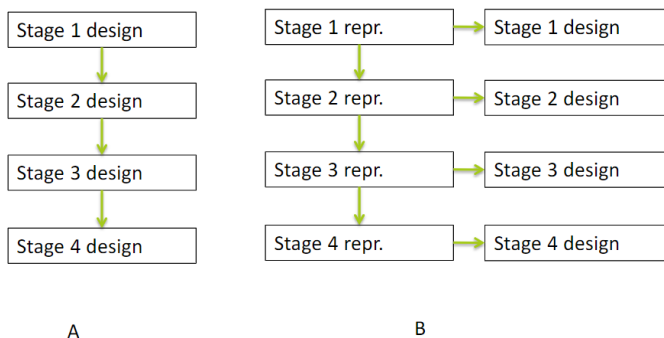 Stage 1 design
Stage 2 design
Stage 3 design
Stage 4 design
A
Stage 1 repr.
Stage 1 design
Stage 2 repr.
Stage 2 design
Stage 3 repr.
Stage 3 design
Stage 4 repr.
Stage 4 design
B